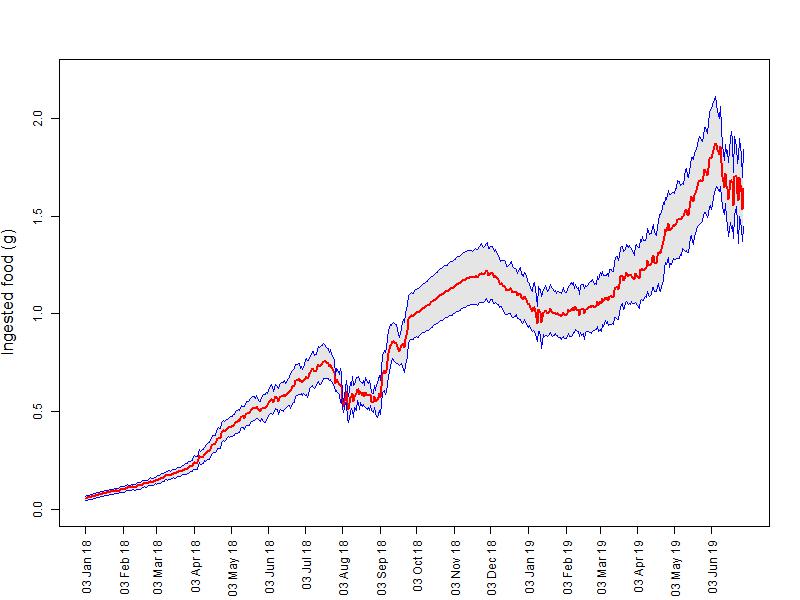 Ingested food (g)
2.0
1.5
1.0
0.5
0.0
03 Jan 18
03 Feb 18
03 Mar 18
03 Apr 18
03 May 18
03 Jun 18
03 Jul 18
03 Aug 18
03 Sep 18
03 Oct 18
03 Nov 18
03 Dec 18
03 Jan 19
03 Feb 19
03 Mar 19
03 Apr 19
03 May 19
03 Jun 19